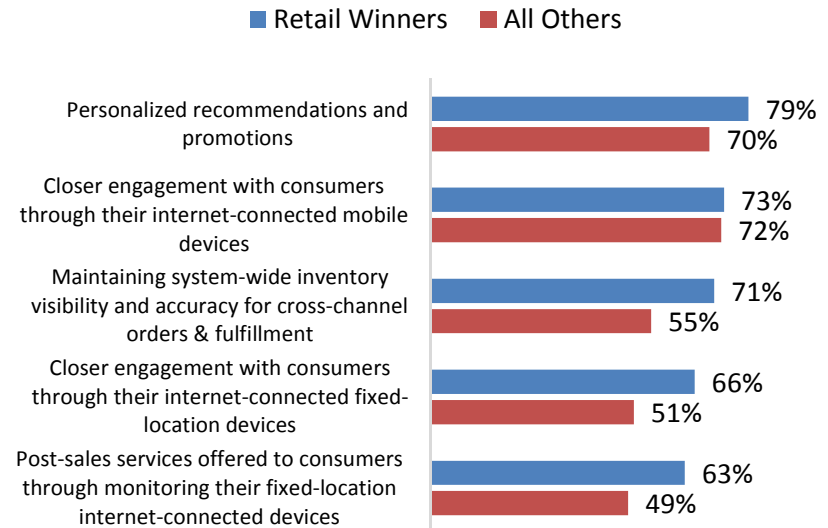 Retail Winners All Others
Personalized recommendations and
promotions
79%
70%
Closer engagement with consumers
through their internet-connected mobile
devices
73%
72%
Maintaining system-wide inventory
visibility and accuracy for cross-channel
orders & fulfillment
71%
55%
Closer engagement with consumers
through their internet-connected fixed-
location devices
66%
51%
Post-sales services offered to consumers
through monitoring their fixed-location
internet-connected devices
63%
49%